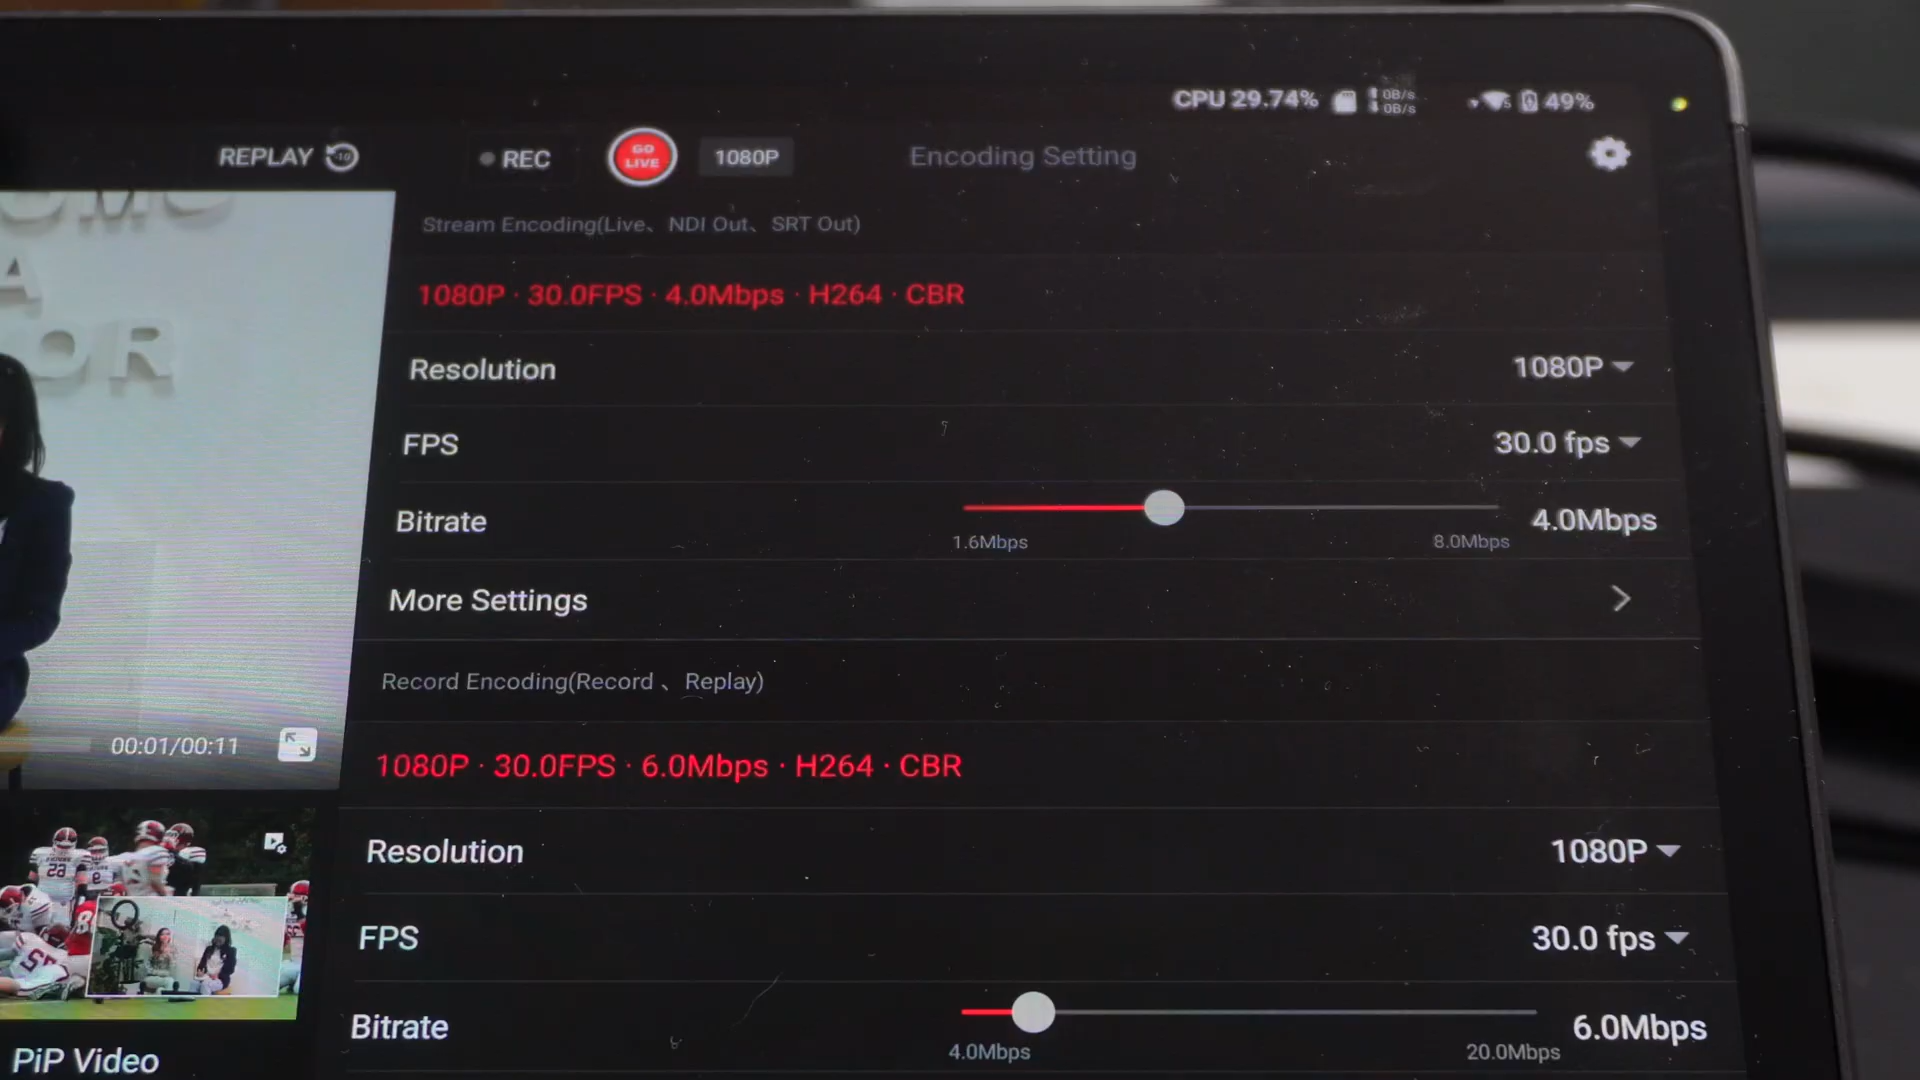 CPU 29.74% 0B/s 49%
0B/s
REPLAY 10 REC GO LIVE 1080P Encoding Setting
Stream Encoding(Live、NDI Out、SRT Out)
1080P · 30.0FPS · 4.0Mbps · H264 · CBR
Resolution 1080P
FPS 30.0 fps
Bitrate 4.0Mbps
1.6Mbps 8.0Mbps
More Settings
Record Encoding(Record 、Replay)
00:01/00:11
1080P · 30.0FPS · 6.0Mbps · H264 · CBR
Resolution 1080P
FPS 30.0 fps
Bitrate 6.0Mbps
4.0Mbps 20.0Mbps
PiP Video